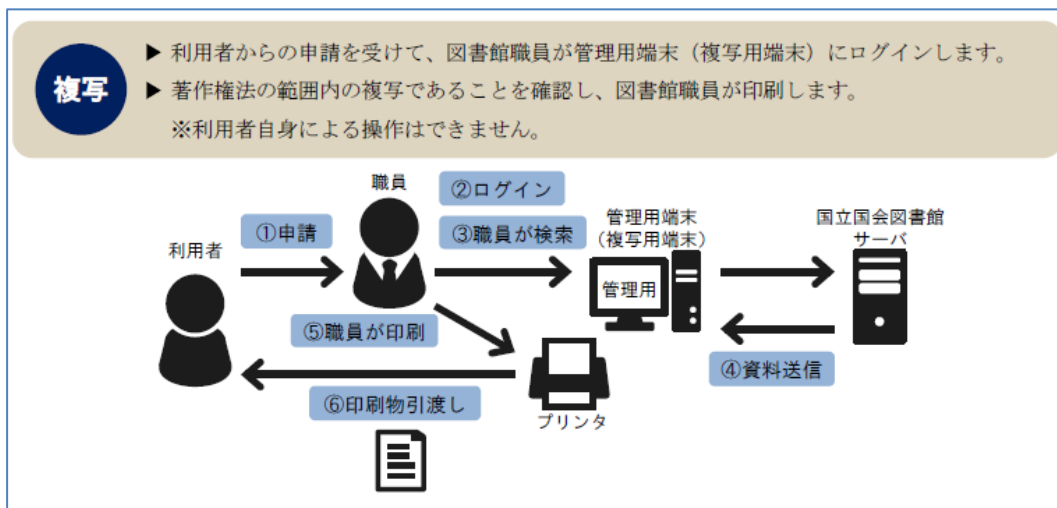 複写
▶ 利用者からの申請を受けて、図書館職員が管理用端末（複写用端末）にログインします。
▶ 著作権法の範囲内の複写であることを確認し、図書館職員が印刷します。
※利用者自身による操作はできません。
職員
②ログイン
①申請
③職員が検索
管理用端末
（複写用端末）
国立国会図書館
サーバ
利用者
管理用
⑤職員が印刷
④資料送信
⑥印刷物引渡し
プリンタ